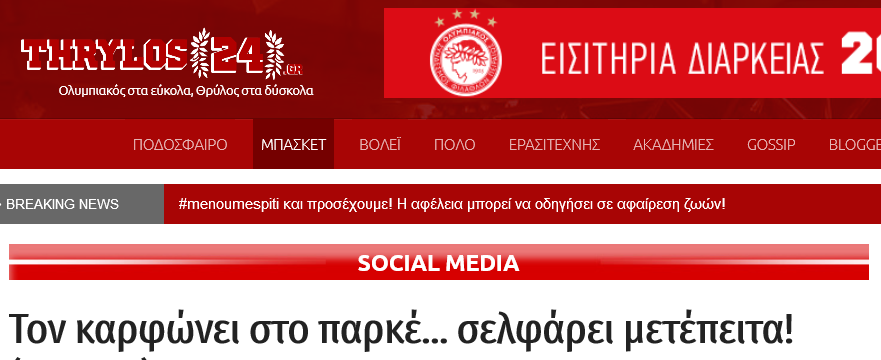 THRYLOS 24 .GR
Ολυμπιακός στα εύκολα, Θρύλος στα δύσκολα
ΕΙΣΙΤΗΡΙΑ ΔΙΑΡΚΕΙΑΣ 20
ΠΟΔΟΣΦΑΙΡΟ ΜΠΑΣΚΕΤ ΒΟΛΕΪ ΠΟΛΟ ΕΡΑΣΙΤΕΧΝΗΣ ΑΚΑΔΗΜΙΕΣ GOSSIP BLOGGE
BREAKING NEWS #menoumespiti και προσέχουμε! Η αφέλεια μπορεί να οδηγήσει σε αφαίρεση ζωών!
SOCIAL MEDIA
Τον καρφώνει στο παρκέ... σελφάρει μετέπειτα!